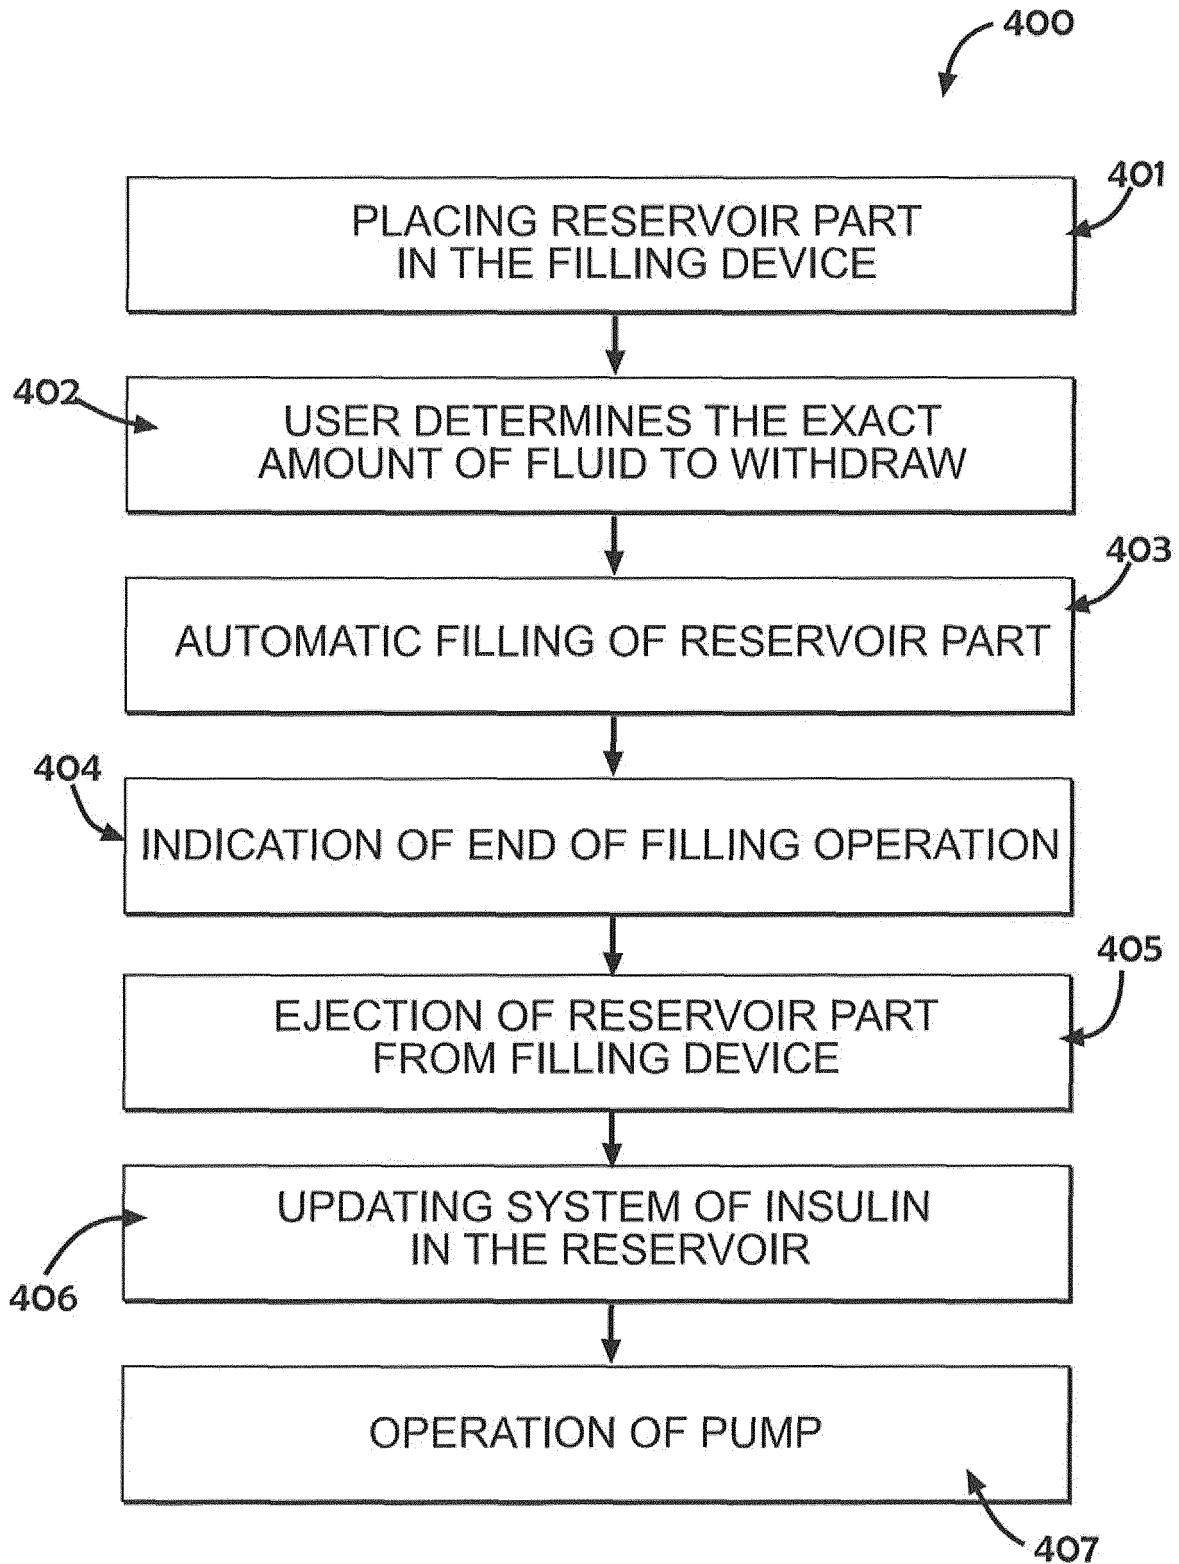 400
401
PLACING RESERVOIR PART
IN THE FILLING DEVICE
402
USER DETERMINES THE EXACT
AMOUNT OF FLUID TO WITHDRAW
403
AUTOMATIC FILLING OF RESERVOIR PART
404
INDICATION OF END OF FILLING OPERATION
405
EJECTION OF RESERVOIR PART
FROM FILLING DEVICE
UPDATING SYSTEM OF INSULIN
IN THE RESERVOIR
406
OPERATION OF PUMP
407